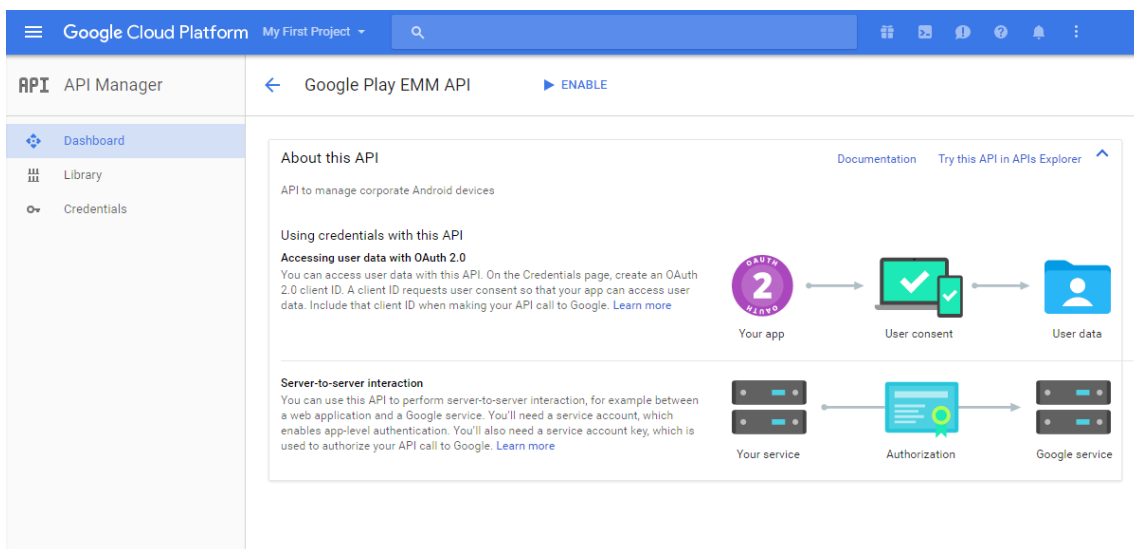 Google Cloud Platform My First Project
API API Manager
Google Play EMM API ENABLE
Dashboard
Library
Credentials
About this API
Documentation Try this API in APIs Explorer
API to manage corporate Android devices
Using credentials with this API
Accessing user data with OAuth 2.0
You can access user data with this API. On the Credentials page, create an OAuth
2.0 client ID. A client ID requests user consent so that your app can access user
data. Include that client ID when making your API call to Google. Learn more
OAUTH
2
OAUTH
Your app
User consent
User data
Server-to-server interaction
You can use this API to perform server-to-server interaction, for example between
a web application and a Google service. You'll need a service account, which
enables app-level authentication. You'll also need a service account key, which is
used to authorize your API call to Google. Learn more
Your service
Authorization
Google service